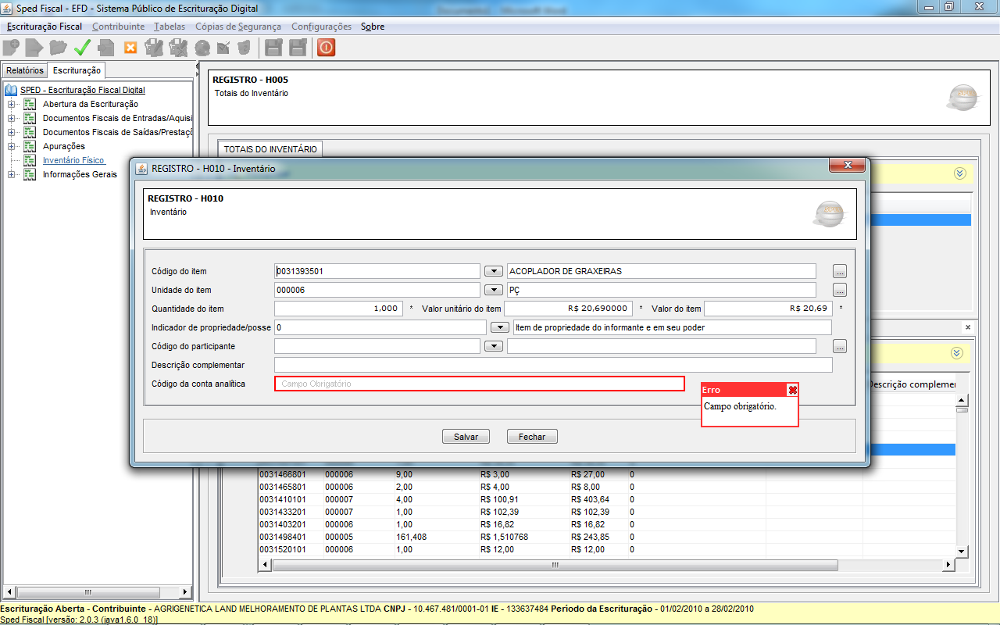 Sped Fiscal - EFD - Sistema Público de Escrituração Digital
Escrituração Fiscal Contribuinte Tabelas Cópias de Segurança Configurações Sobre
Relatórios Escrituração
SPED - Escrituração Fiscal Digital
Abertura da Escrituração
Documentos Fiscais de Entradas/Aquisi
Documentos Fiscais de Saídas/Prestaçõ
Apurações
Inventário Físico
Informações Gerais
REGISTRO - H005
Totais do Inventário
TOTAIS DO INVENTÁRIO
REGISTRO - H010 - Inventário
REGISTRO - H010
Inventário
Código do item 0031393501 ACOPLADOR DE GRAXEIRAS ...
Unidade do item 000006 PÇ ...
Quantidade do item 1,000 * Valor unitário do item R$ 20,690000 * Valor do item R$ 20,69 *
Indicador de propriedade/posse 0 Item de propriedade do informante e em seu poder
Código do participante ...
Descrição complementar
Código da conta analítica Campo Obrigatório
Erro
Campo obrigatório.
Salvar Fechar
Descrição complemer
0031466801 000006 9,00 R$ 3,00 R$ 27,00 0
0031465801 000006 2,00 R$ 4,00 R$ 8,00 0
0031410101 000007 4,00 R$ 100,91 R$ 403,64 0
0031433201 000007 1,00 R$ 102,39 R$ 102,39 0
0031403201 000006 1,00 R$ 16,82 R$ 16,82 0
0031498401 000005 161,408 R$ 1,510768 R$ 243,85 0
0031520101 000006 1,00 R$ 12,00 R$ 12,00 0
Escrituração Aberta - Contribuinte - AGRIGENETICA LAND MELHORAMENTO DE PLANTAS LTDA CNPJ - 10.467.481/0001-01 IE - 133637484 Período da Escrituração - 01/02/2010 a 28/02/2010
Sped Fiscal [versão: 2.0.3 (java1.6.0_18)]